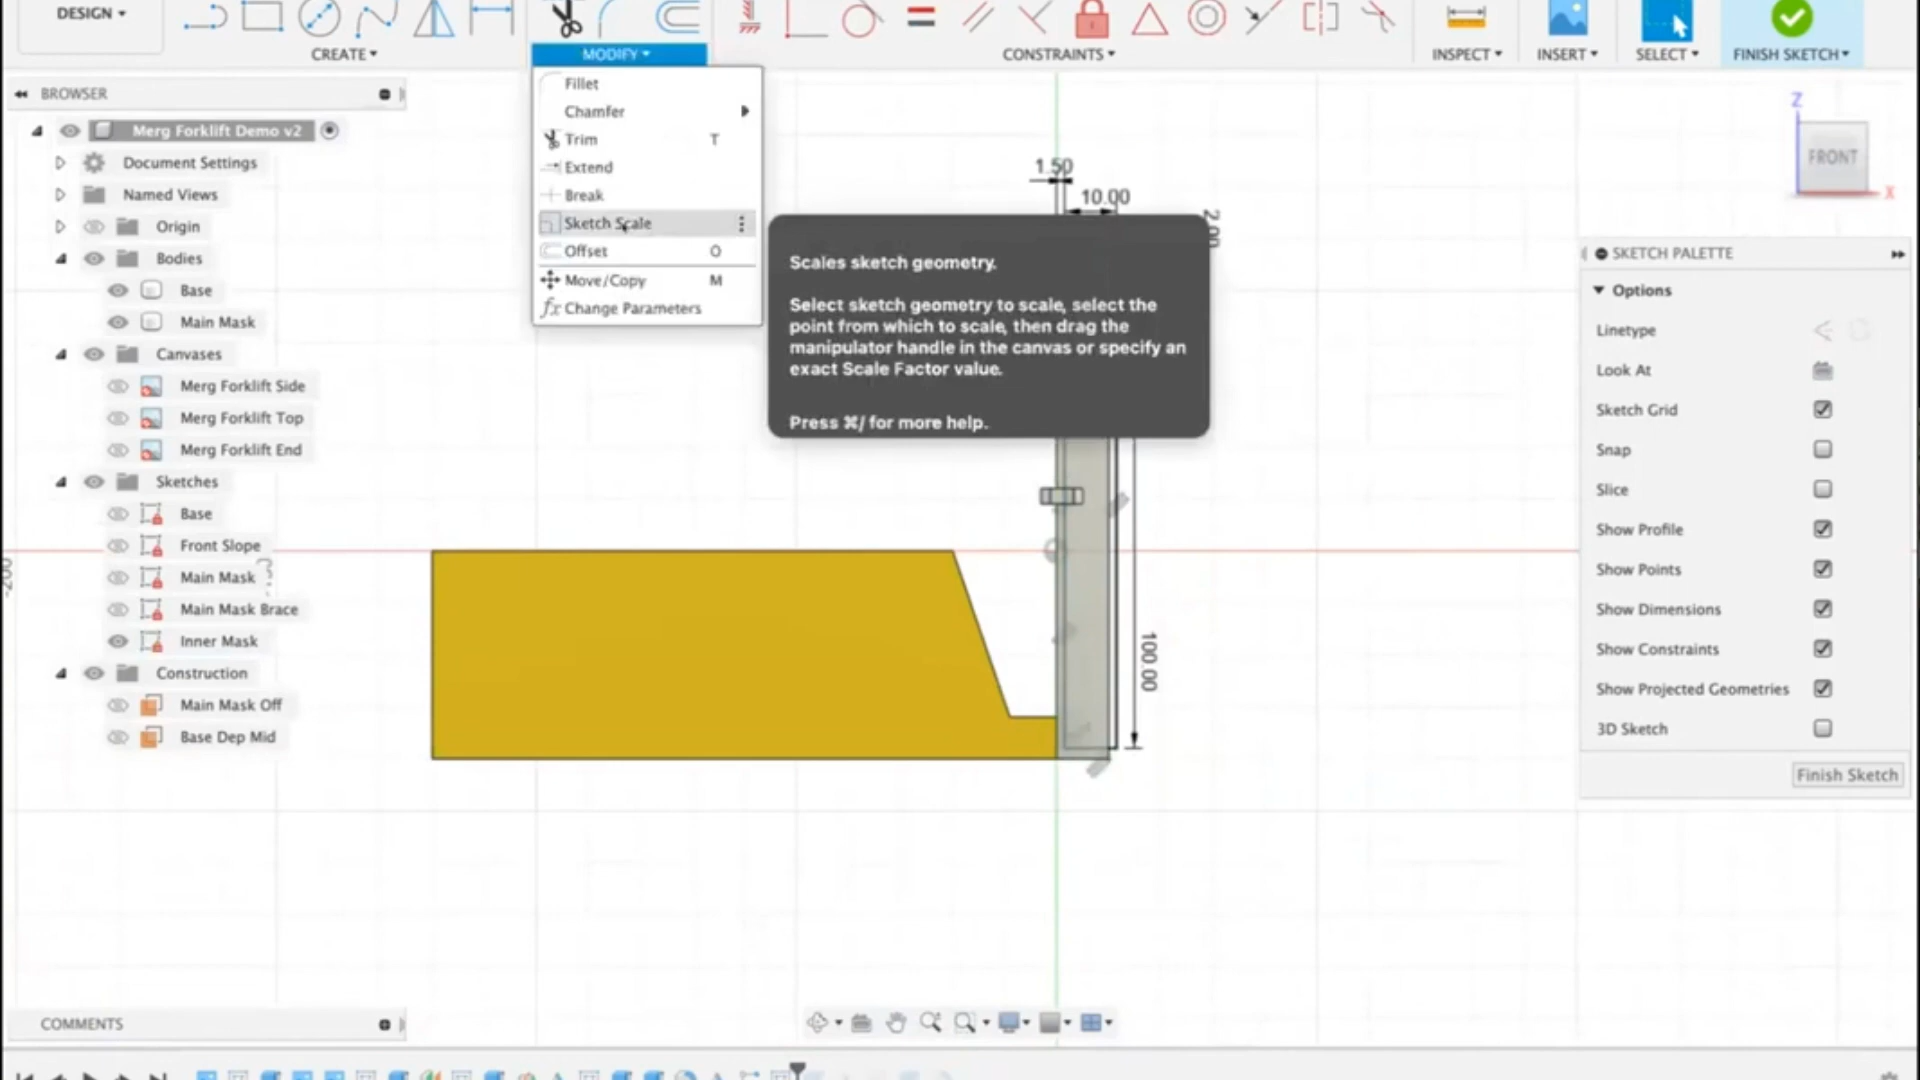 DESIGN
CREATE
MODIFY
CONSTRAINTS
INSPECT
INSERT
SELECT
FINISH SKETCH
BROWSER
Merg Forklift Demo v2
Document Settings
Named Views
Origin
Bodies
Base
Main Mask
Canvases
Merg Forklift Side
Merg Forklift Top
Merg Forklift End
Sketches
Base
Front Slope
Main Mask
Main Mask Brace
Inner Mask
Construction
Main Mask Off
Base Dep Mid
Fillet
Chamfer
Trim T
Extend
Break
Sketch Scale
Offset O
Move/Copy M
fx Change Parameters
Scales sketch geometry.
Select sketch geometry to scale, select the
point from which to scale, then drag the
manipulator handle in the canvas or specify an
exact Scale Factor value.
Press ⌘/ for more help.
1.50
10.00
2.00
100.00
-200
Z
FRONT
X
SKETCH PALETTE
Options
Linetype
Look At
Sketch Grid
Snap
Slice
Show Profile
Show Points
Show Dimensions
Show Constraints
Show Projected Geometries
3D Sketch
Finish Sketch
COMMENTS